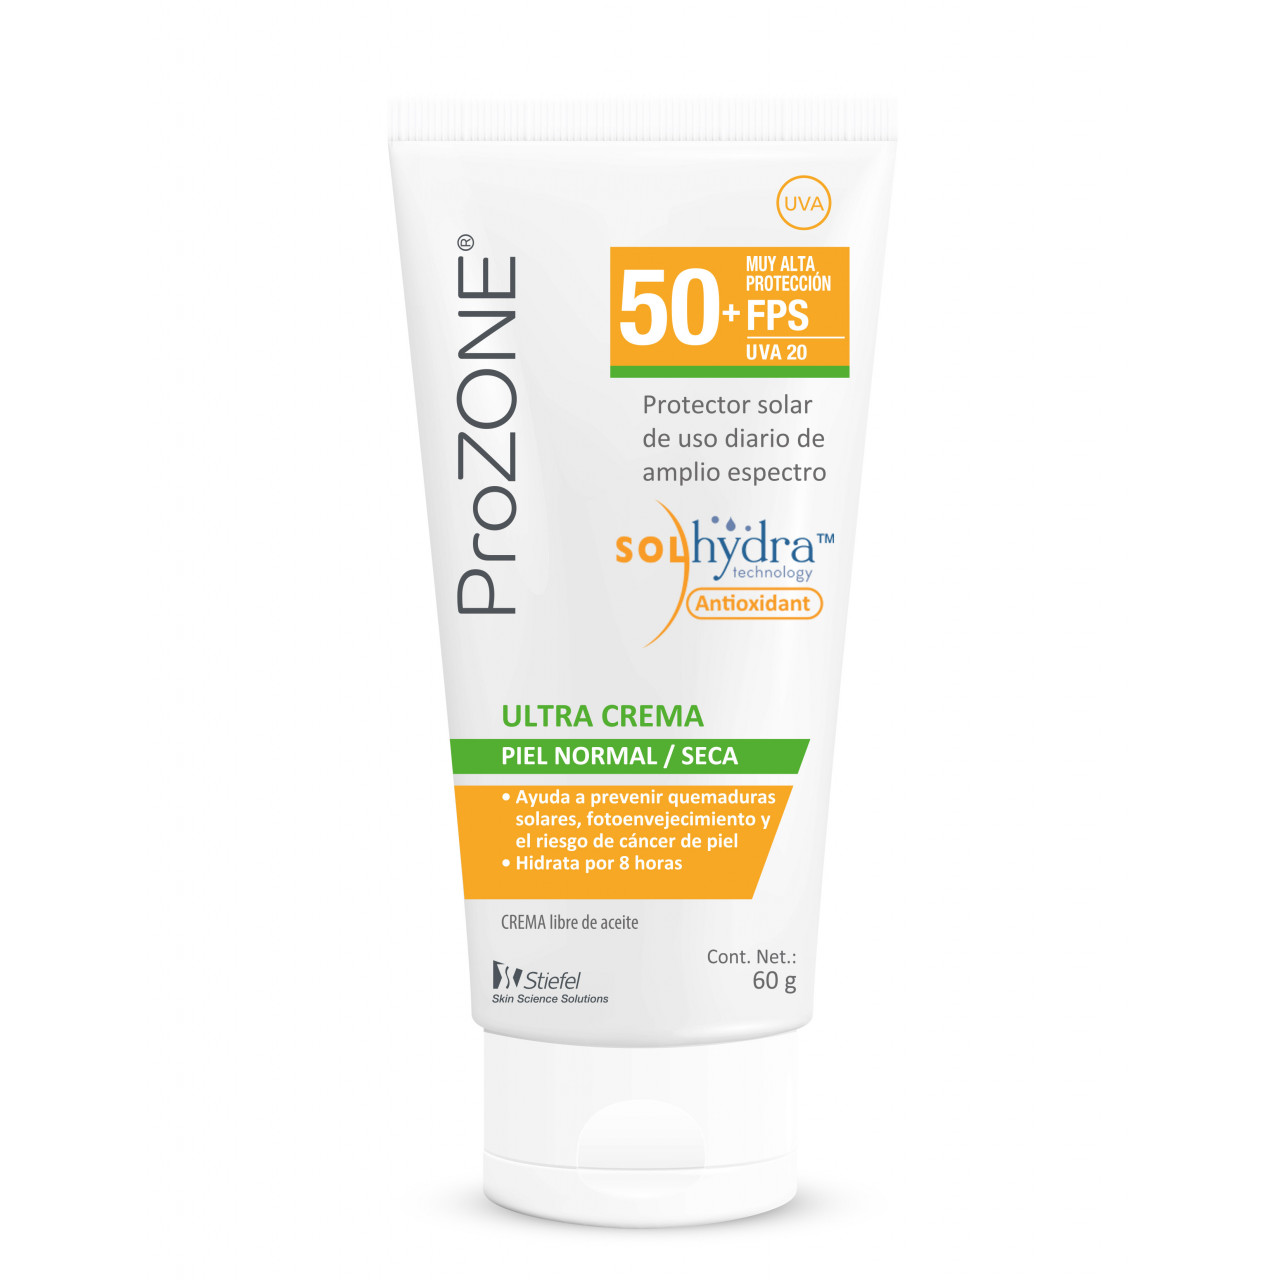 ProZONE®
UVA
50+
MUY ALTA
PROTECCIÓN
FPS
UVA 20
Protector solar
de uso diario de
amplio espectro
SOLhydra™
technology
Antioxidant
ULTRA CREMA
PIEL NORMAL / SECA
• Ayuda a prevenir quemaduras
solares, fotoenvejecimiento y
el riesgo de cáncer de piel
• Hidrata por 8 horas
CREMA libre de aceite
Stiefel
Skin Science Solutions
Cont. Net.:
60 g